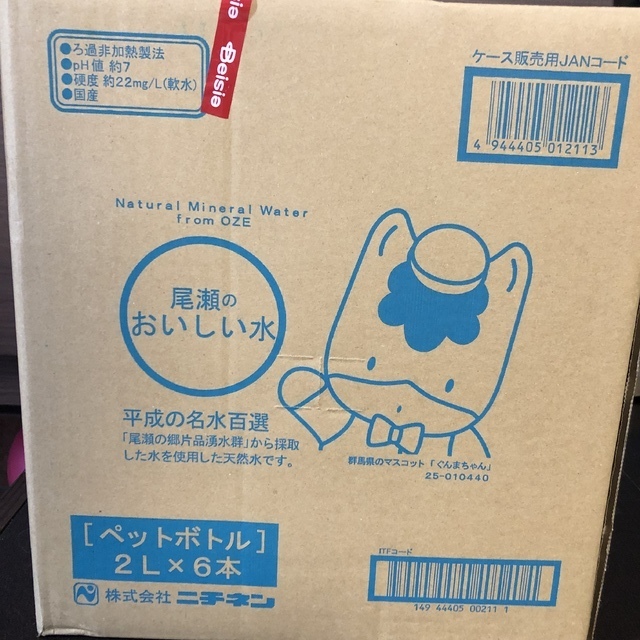 ●ろ過非加熱製法
●pH値 約7
●硬度 約22mg/L(軟水)
●国産
Beisie
ケース販売用JANコード
4 944405 012113
Natural Mineral Water
from OZE
尾瀬の
おいしい水
平成の名水百選
「尾瀬の郷片品湧水群」から採取
した水を使用した天然水です。
群馬県のマスコット「ぐんまちゃん」
25-010440
[ペットボトル]
2L×6本
株式会社 ニチネン
ITFコード
149 44405 00211 1